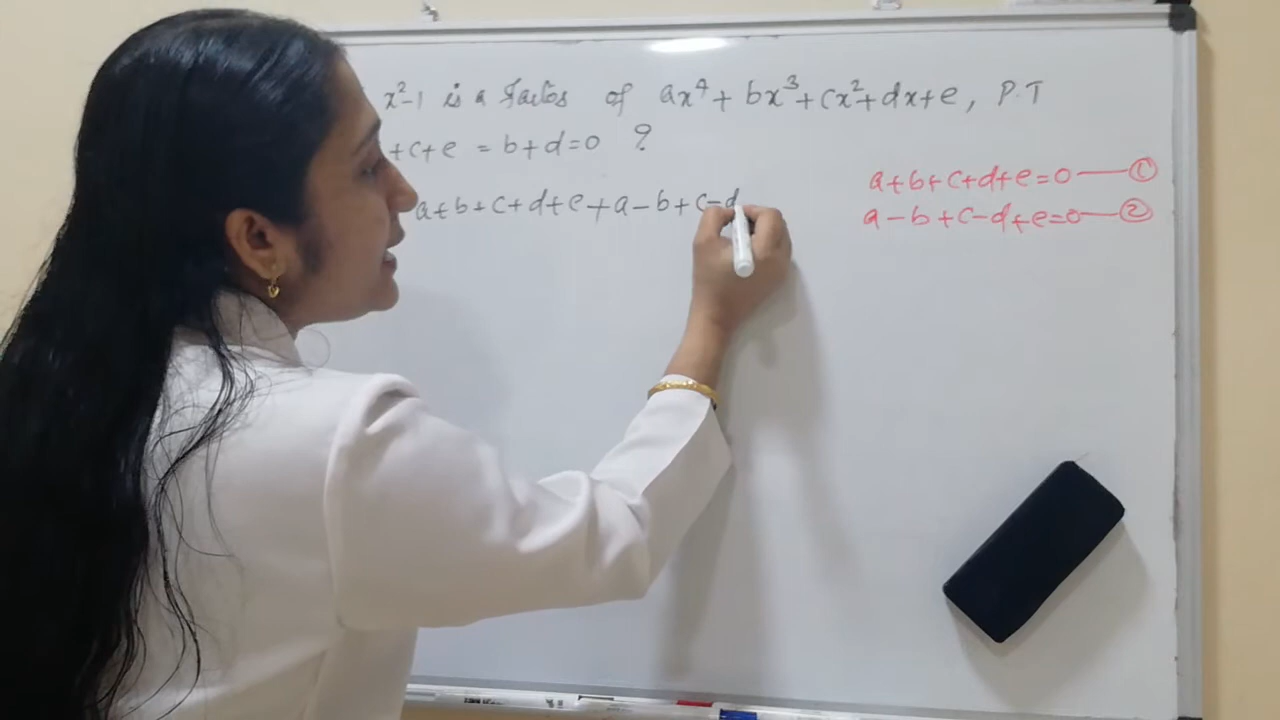 x²-1 is a factor of ax⁴+ bx³+cx²+dx+e, P.T
+c+e = b+d=0 ?
a+b+c+d+e=0 — ①
a-b+c-d+e=0 — ②
a+b+c+d+e+a-b+c-d